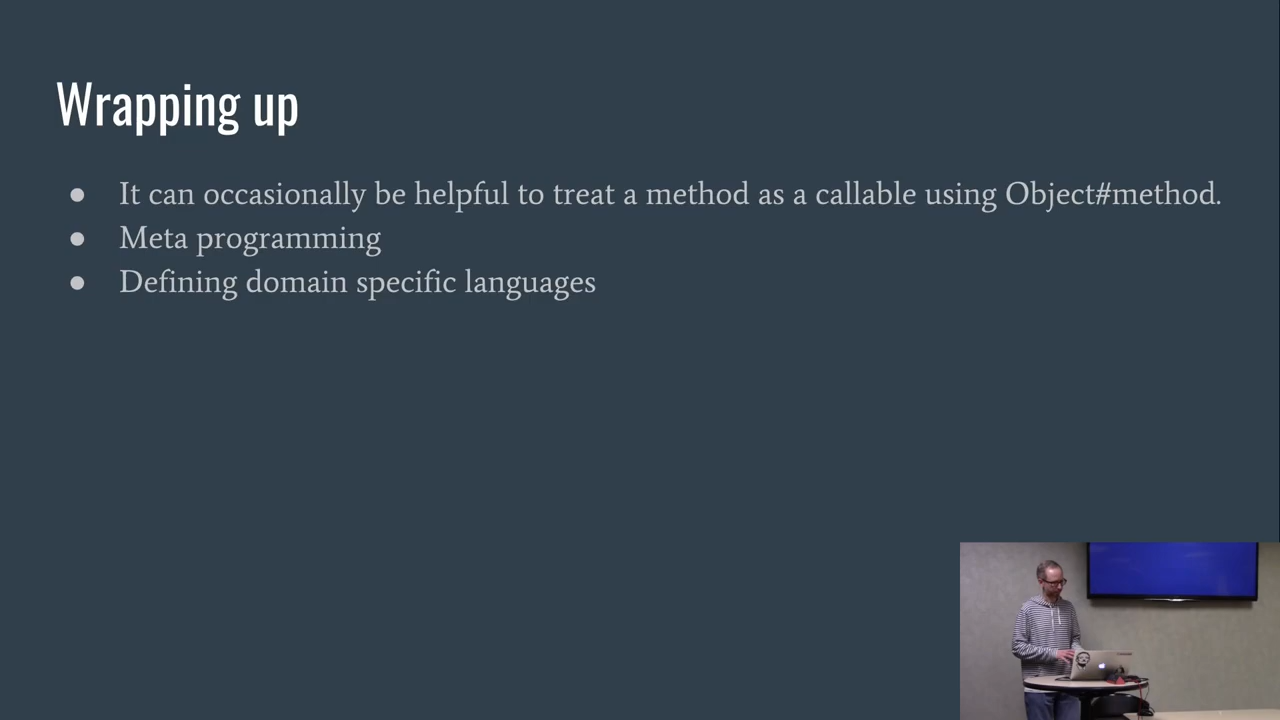 Wrapping up
● It can occasionally be helpful to treat a method as a callable using Object#method.
● Meta programming
● Defining domain specific languages